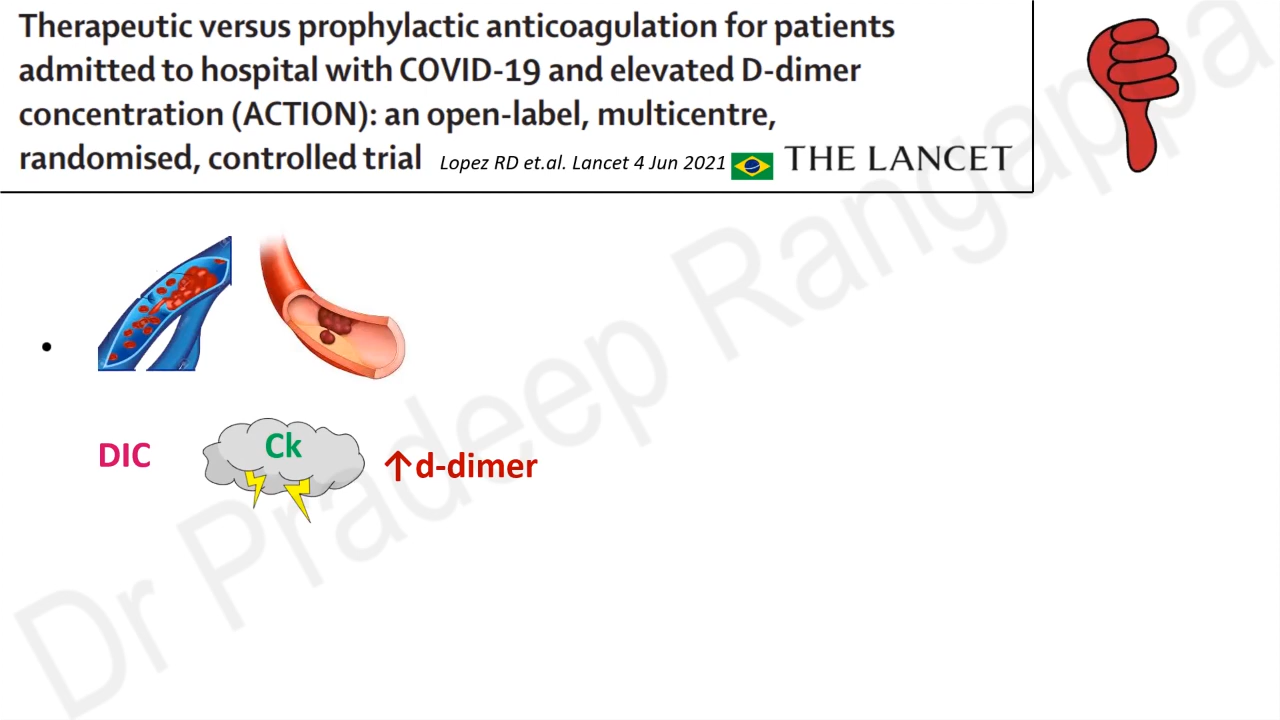 Therapeutic versus prophylactic anticoagulation for patients
admitted to hospital with COVID-19 and elevated D-dimer
concentration (ACTION): an open-label, multicentre,
randomised, controlled trial Lopez RD et.al. Lancet 4 Jun 2021 THE LANCET
DIC
Ck
↑d-dimer
Dr Pradeep Rangappa